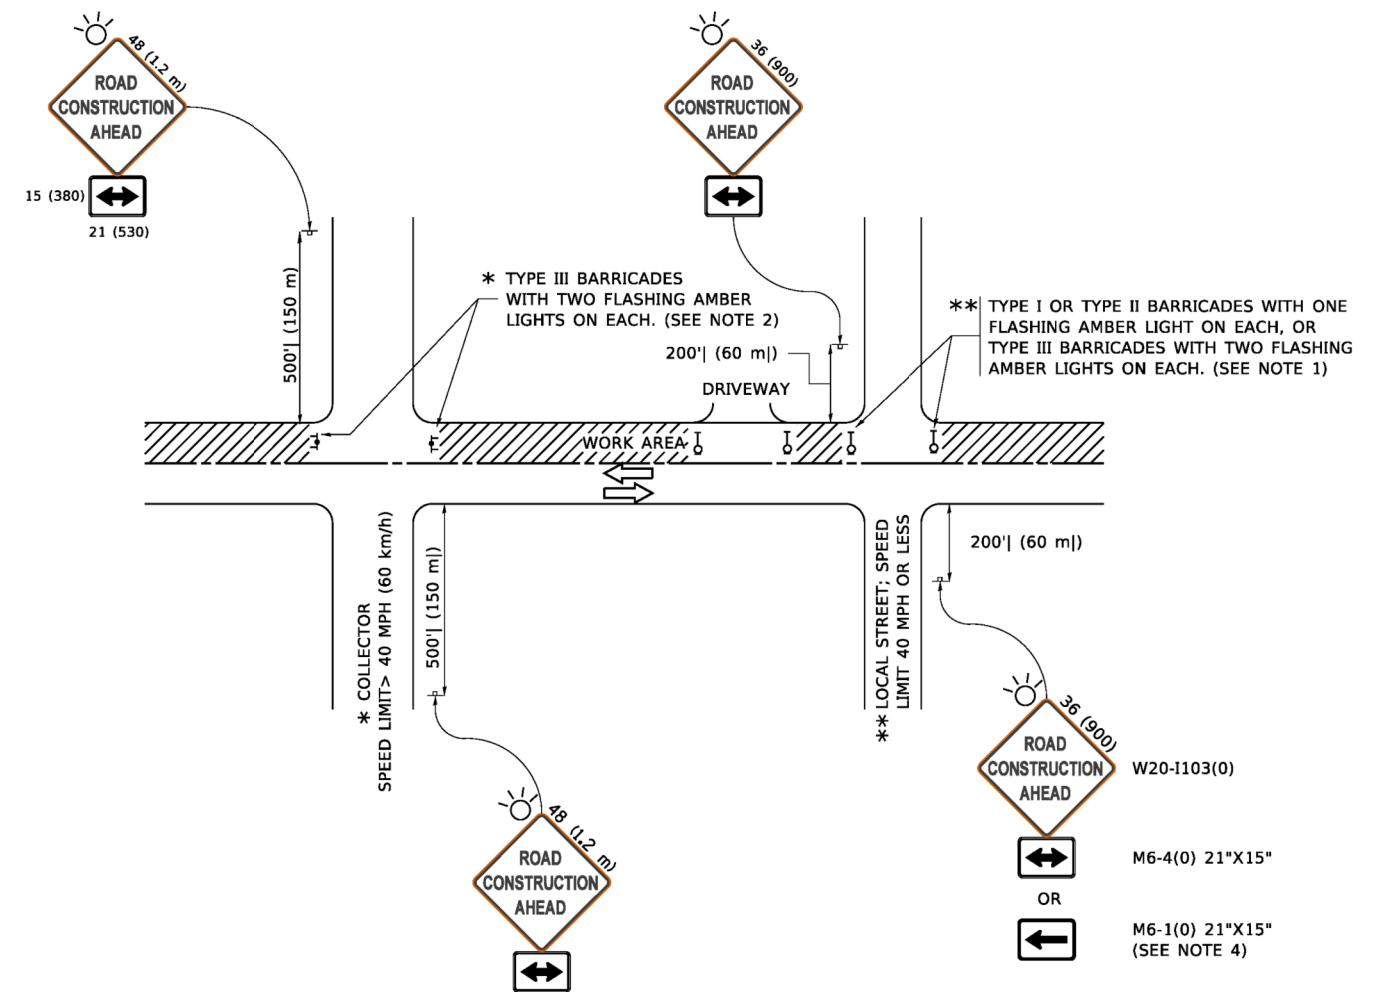 48 (1.2 m)
ROAD
CONSTRUCTION
AHEAD
15 (380)
21 (530)
36 (900)
ROAD
CONSTRUCTION
AHEAD
500'| (150 m)
* TYPE III BARRICADES
WITH TWO FLASHING AMBER
LIGHTS ON EACH. (SEE NOTE 2)
200'| (60 m|)
DRIVEWAY
** TYPE I OR TYPE II BARRICADES WITH ONE
FLASHING AMBER LIGHT ON EACH, OR
TYPE III BARRICADES WITH TWO FLASHING
AMBER LIGHTS ON EACH. (SEE NOTE 1)
WORK AREA
* COLLECTOR
SPEED LIMIT> 40 MPH (60 km/h)
500'| (150 m|)
** LOCAL STREET; SPEED
LIMIT 40 MPH OR LESS
200'| (60 m|)
48 (1.2 m)
ROAD
CONSTRUCTION
AHEAD
36 (900)
ROAD
CONSTRUCTION
AHEAD
W20-I103(0)
M6-4(0) 21"X15"
OR
M6-1(0) 21"X15"
(SEE NOTE 4)